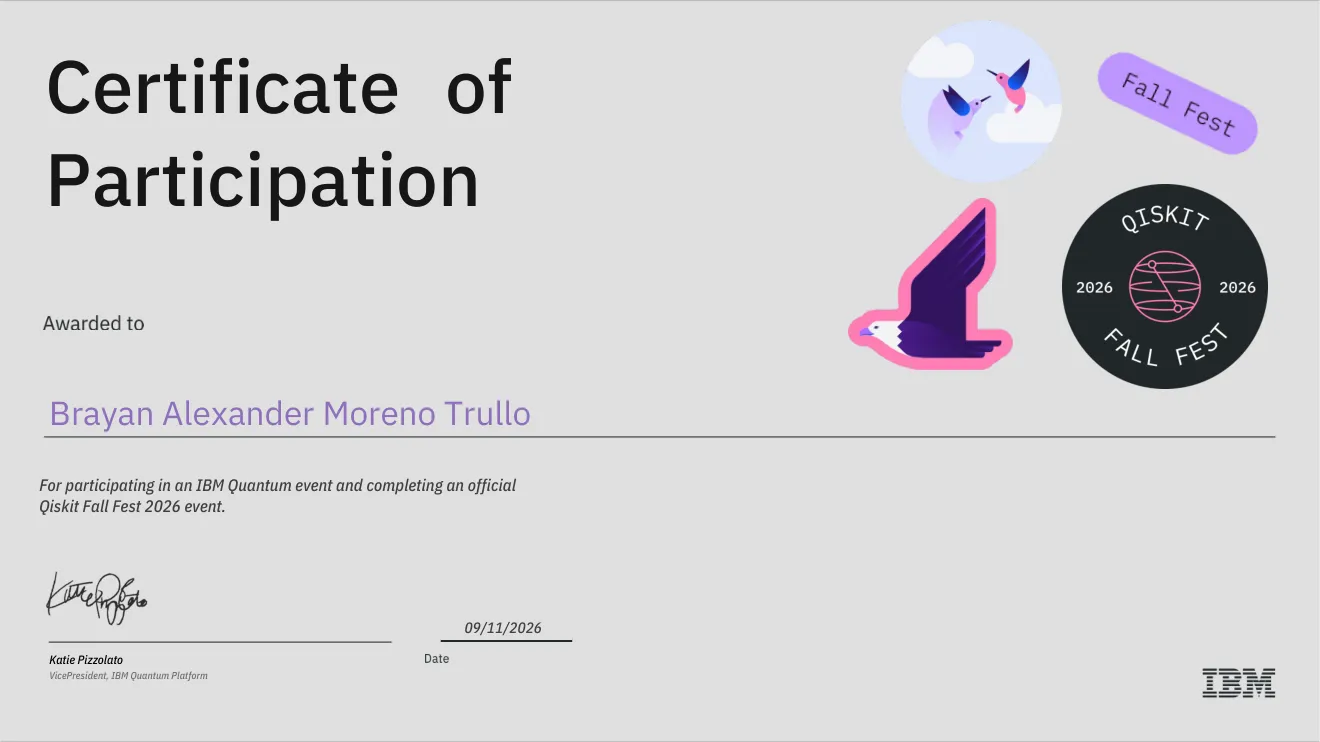 Certificate of
Participation
Fall Fest
QISKIT
2026 2026
FALL FEST
Awarded to
Brayan Alexander Moreno Trullo
For participating in an IBM Quantum event and completing an official
Qiskit Fall Fest 2026 event.
Katie Pizzolato
09/11/2026
Katie Pizzolato
Date
VicePresident, IBM Quantum Platform
IBM